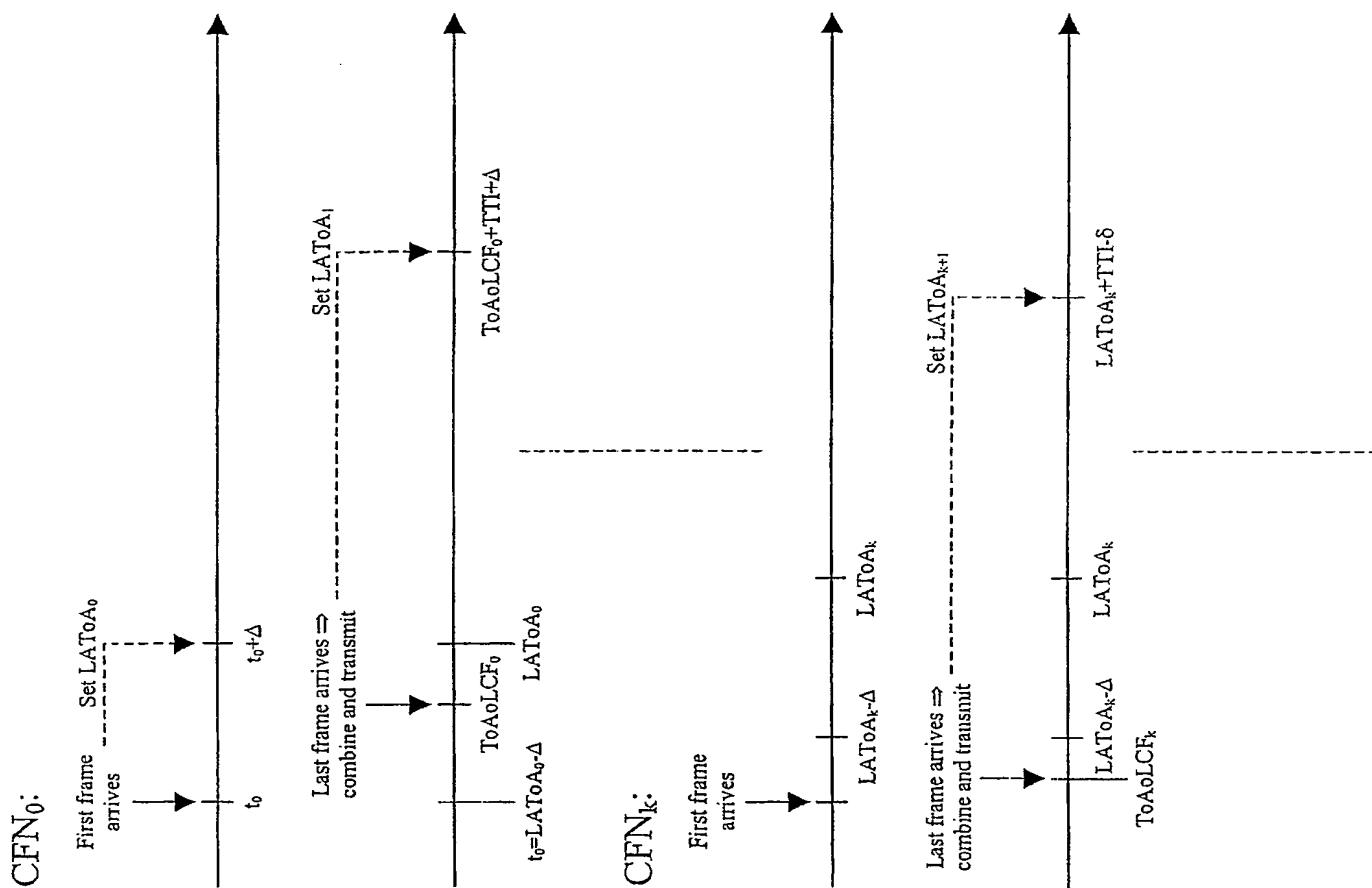 CFN₀:
First frame
arrives
Set LAToA₀
t₀
t₀+Δ
Last frame arrives ⇒
combine and transmit
Set LAToA₁
t₀=LAToA₀-Δ
ToAoLCF₀
LAToA₀
ToAoLCF₀+TTI+Δ
CFNₖ:
First frame
arrives
LAToAₖ-Δ
LAToAₖ
Last frame arrives ⇒
combine and transmit
Set LAToAₖ₊₁
ToAoLCFₖ
LAToAₖ-Δ
LAToAₖ
LAToAₖ+TTI-δ